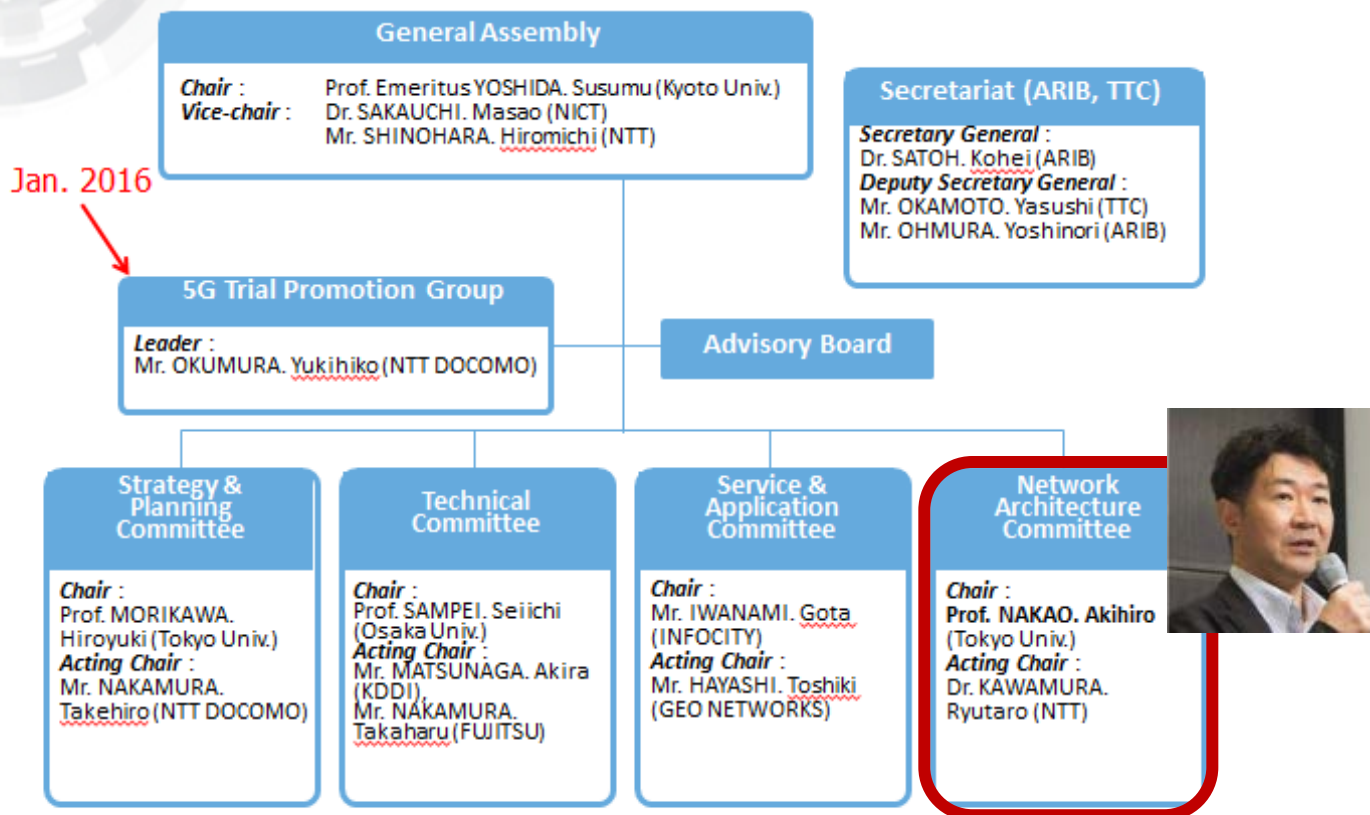 General Assembly
Chair : Prof. Emeritus YOSHIDA. Susumu (Kyoto Univ.)
Vice-chair : Dr. SAKAUCHI. Masao (NICT)
Mr. SHINOHARA. Hiromichi (NTT)
Secretariat (ARIB, TTC)
Secretary General :
Dr. SATOH. Kohei (ARIB)
Deputy Secretary General :
Mr. OKAMOTO. Yasushi (TTC)
Mr. OHMURA. Yoshinori (ARIB)
Jan. 2016
5G Trial Promotion Group
Leader :
Mr. OKUMURA. Yukihiko (NTT DOCOMO)
Advisory Board
Strategy &
Planning
Committee
Chair :
Prof. MORIKAWA.
Hiroyuki (Tokyo Univ.)
Acting Chair :
Mr. NAKAMURA.
Takehiro (NTT DOCOMO)
Technical
Committee
Chair :
Prof. SAMPEI. Seiichi
(Osaka Univ.)
Acting Chair :
Mr. MATSUNAGA. Akira
(KDDI),
Mr. NAKAMURA.
Takaharu (FUJITSU)
Service &
Application
Committee
Chair :
Mr. IWANAMI. Gota
(INFOCITY)
Acting Chair :
Mr. HAYASHI. Toshiki
(GEO NETWORKS)
Network
Architecture
Committee
Chair :
Prof. NAKAO. Akihiro
(Tokyo Univ.)
Acting Chair :
Dr. KAWAMURA.
Ryutaro (NTT)